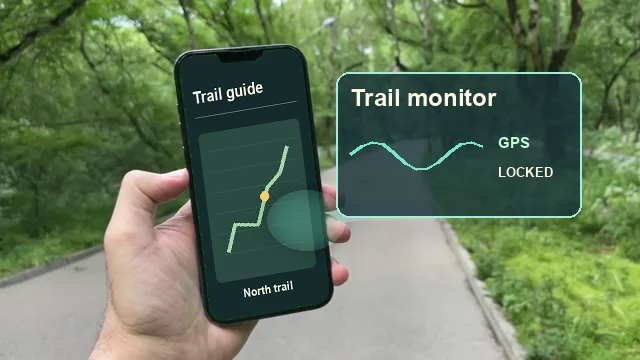 Trail guide
North trail
Trail monitor
GPS
LOCKED